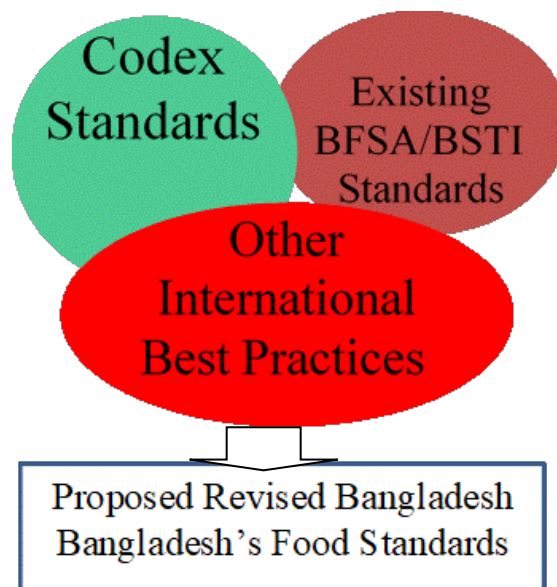 Codex
Standards
Existing
BFSA/BSTI
Standards
Other
International
Best Practices
Proposed Revised Bangladesh
Bangladesh’s Food Standards